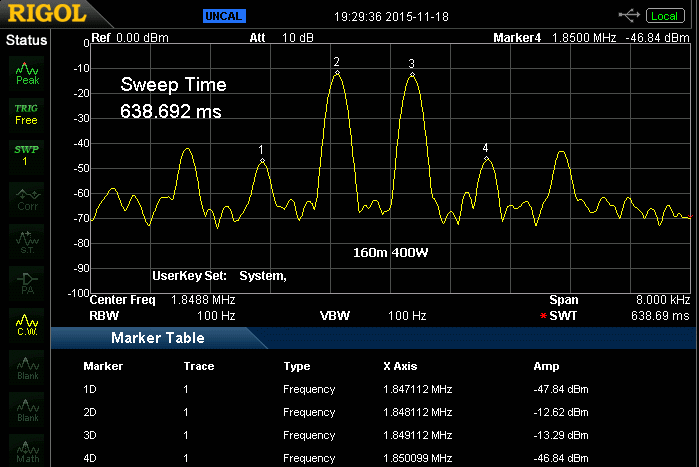 RIGOL UNCAL 19:29:36 2015-11-18 Local
Status Ref 0.00 dBm Att 10 dB Marker4 1.8500 MHz -46.84 dBm
0
Peak
-10
Sweep Time
-20
TRIG
Free
638.692 ms
-30
SWP
1
-40
-50
Corr
-60
S.T.
-70
-80
PA
160m 400W
-90
UserKey Set: System,
-100
1
2
3
4
Center Freq 1.8488 MHz Span 8.000 kHz
RBW 100 Hz VBW 100 Hz *SWT 638.69 ms
C.W.
Marker Table
Blank
Marker Trace Type X Axis Amp
1D 1 Frequency 1.847112 MHz -47.84 dBm
Blank
2D 1 Frequency 1.848112 MHz -12.62 dBm
3D 1 Frequency 1.849112 MHz -13.29 dBm
Math
4D 1 Frequency 1.850099 MHz -46.84 dBm